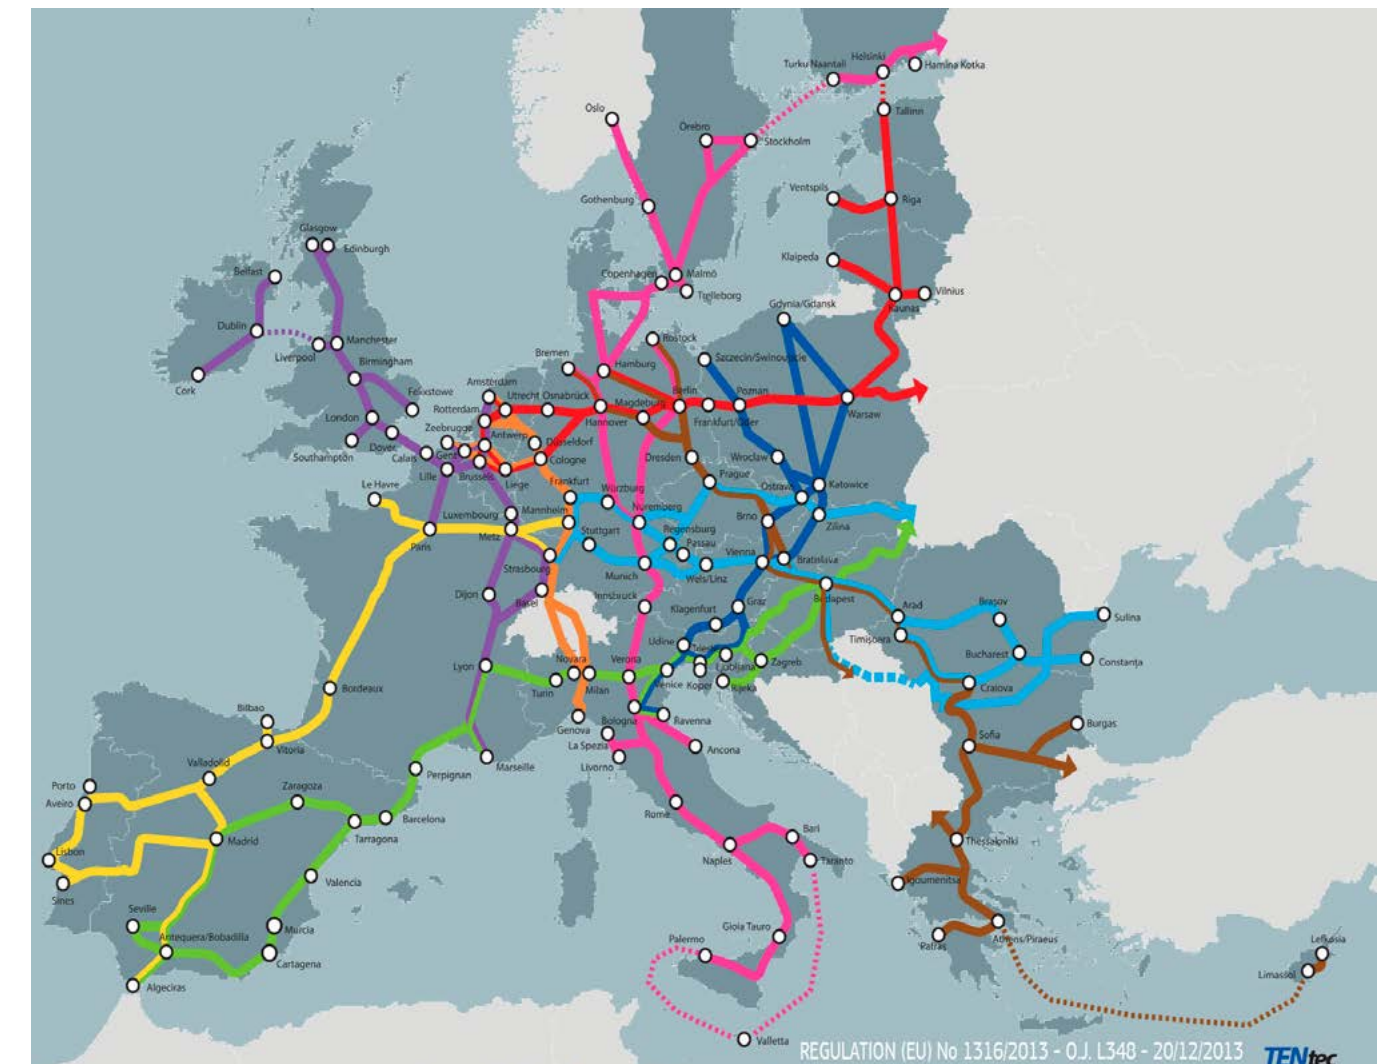 Helsinki
Turku Naantali
Hamina Kotka
Oslo
Tallinn
Örebro
Stockholm
Ventspils
Riga
Gothenburg
Glasgow
Edinburgh
Klaipeda
Belfast
Copenhagen
Malmö
Trelleborg
Vilnius
Kaunas
Gdynia/Gdansk
Dublin
Liverpool
Manchester
Rostock
Bremen
Szczecin/Swinoujscie
Birmingham
Hamburg
Cork
Felixstowe
Amsterdam
Utrecht
Osnabrück
Magdeburg
Berlin
Poznan
Warsaw
Rotterdam
London
Hannover
Frankfurt/Oder
Zeebrugge
Antwerp
Düsseldorf
Dover
Southampton
Calais
Gent
Cologne
Dresden
Wroclaw
Lille
Brussels
Liege
Prague
Le Havre
Frankfurt
Würzburg
Ostrava
Katowice
Luxembourg
Mannheim
Nuremberg
Brno
Zilina
Paris
Metz
Stuttgart
Regensburg
Passau
Vienna
Bratislava
Strasbourg
Munich
Wels/Linz
Dijon
Basel
Innsbruck
Klagenfurt
Graz
Budapest
Arad
Brașov
Sulina
Timișoara
Udine
Bucharest
Constanța
Lyon
Novara
Verona
Trieste
Ljubljana
Zagreb
Turin
Milan
Venice
Koper
Rijeka
Craiova
Bordeaux
Bilbao
Genova
Bologna
Ravenna
Burgas
Sofia
Vitoria
La Spezia
Ancona
Livorno
Marseille
Valladolid
Perpignan
Porto
Aveiro
Zaragoza
Rome
Barcelona
Tarragona
Madrid
Bari
Thessaloniki
Lisbon
Naples
Taranto
Valencia
Igoumenitsa
Sines
Seville
Murcia
Gioia Tauro
Athens/Piraeus
Antequera/Bobadilla
Palermo
Patras
Lefkosia
Cartagena
Limassol
Algeciras
Valletta
REGULATION (EU) No 1316/2013 - O.J. L348 - 20/12/2013
TENtec